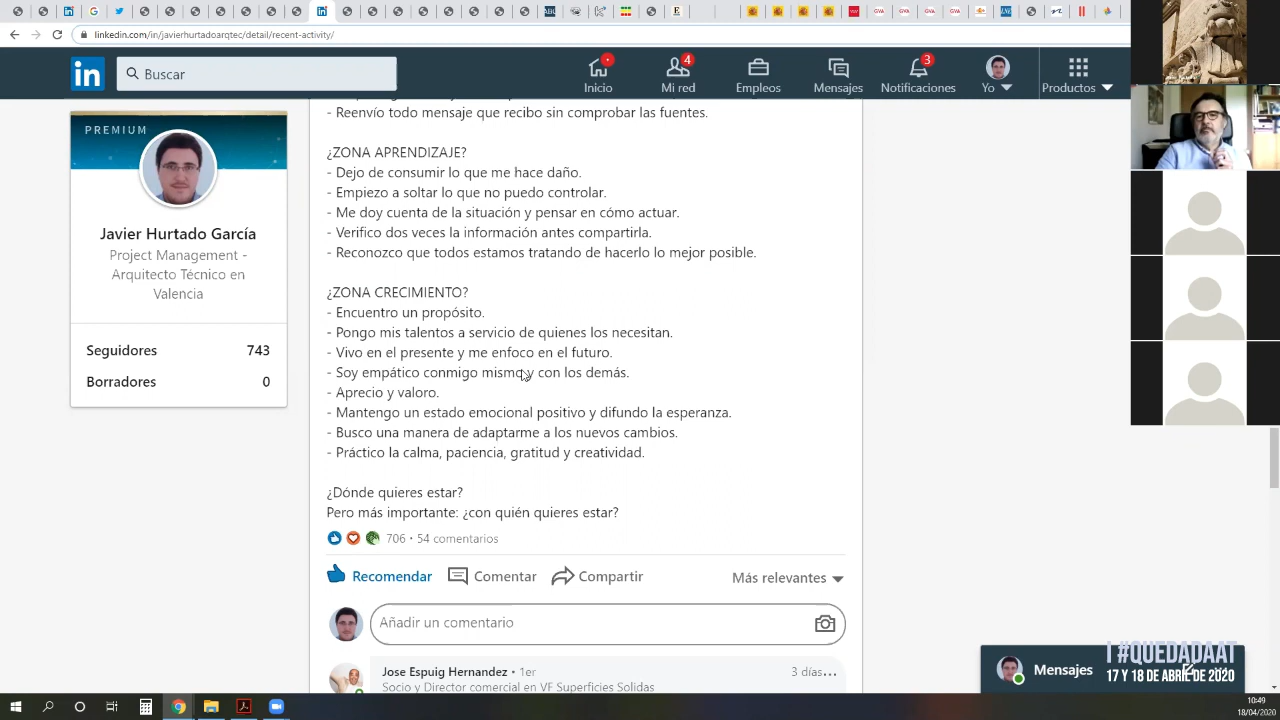 linkedin.com/in/javierhurtadoarqtec/detail/recent-activity/
in
Buscar
Inicio
4
Mi red
Empleos
Mensajes
3
Notificaciones
Yo
Productos
PREMIUM
Javier Hurtado García
Project Management -
Arquitecto Técnico en
Valencia
Seguidores 743
Borradores 0
- Reenvío todo mensaje que recibo sin comprobar las fuentes.
¿ZONA APRENDIZAJE?
- Dejo de consumir lo que me hace daño.
- Empiezo a soltar lo que no puedo controlar.
- Me doy cuenta de la situación y pensar en cómo actuar.
- Verifico dos veces la información antes compartirla.
- Reconozco que todos estamos tratando de hacerlo lo mejor posible.
¿ZONA CRECIMIENTO?
- Encuentro un propósito.
- Pongo mis talentos a servicio de quienes los necesitan.
- Vivo en el presente y me enfoco en el futuro.
- Soy empático conmigo mismo y con los demás.
- Aprecio y valoro.
- Mantengo un estado emocional positivo y difundo la esperanza.
- Busco una manera de adaptarme a los nuevos cambios.
- Práctico la calma, paciencia, gratitud y creatividad.
¿Dónde quieres estar?
Pero más importante: ¿con quién quieres estar?
706 · 54 comentarios
Recomendar Comentar Compartir Más relevantes
Añadir un comentario
Jose Espuig Hernandez • 1er 3 días...
Socio y Director comercial en VF Superficies Solidas
Mensajes
#QUEDADAAT
17 Y 18 DE ABRIL DE 2020
10:49
18/04/2020